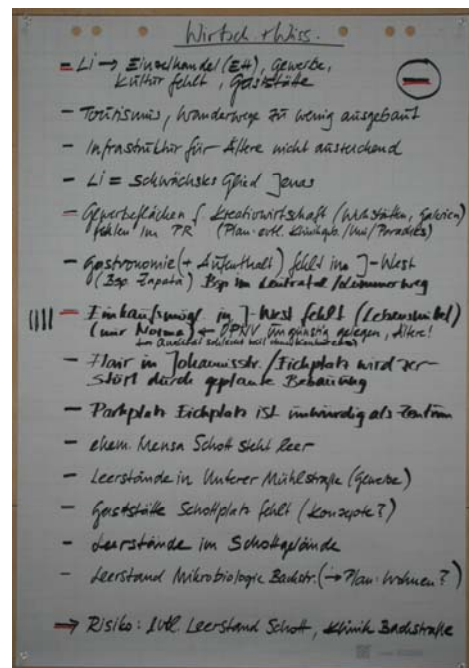 Wirtsch. + Wiss.
- Li → Einzelhandel (EH), Gewerbe,
Kultur fehlt, Gaststätte
- Tourismus, Wanderwege zu wenig ausgebaut
- Infrastruktur für Ältere nicht ausreichend
- Li = schwächstes Glied Jenas
- Gewerbeflächen f. Kreativwirtschaft (Werkstätten, Galerien)
fehlen im PR (Plan: evtl. Klinikgeb./Uni/Paradies)
- Gastronomie (+ Aufenthalt) fehlt im J-West
(Bsp. Zapata) Bsp im Zentrat. /
- Einkaufsmögl. in J-West fehlt (Lebensmittel)
(nur Norma) ← ÖPNV ungünstig gelegen, Ältere!
- Flair in Johannisstr./Eichplatz wird zer-
stört durch geplante Bebauung
- Parkplatz Eichplatz ist unwürdig als Zentrum
- ehem. Mensa Schott steht leer
- Leerstände in Unterer Mühlstraße (Gewerbe)
- Gaststätte Schottplatz fehlt (Konzepte?)
- Leerstände im Schottgelände
- Leerstand Mikrobiologie Bachstr. (→ Plan: Wohnen?)
→ Risiko: Evtl. Leerstand Schott, Klinik Bachstraße